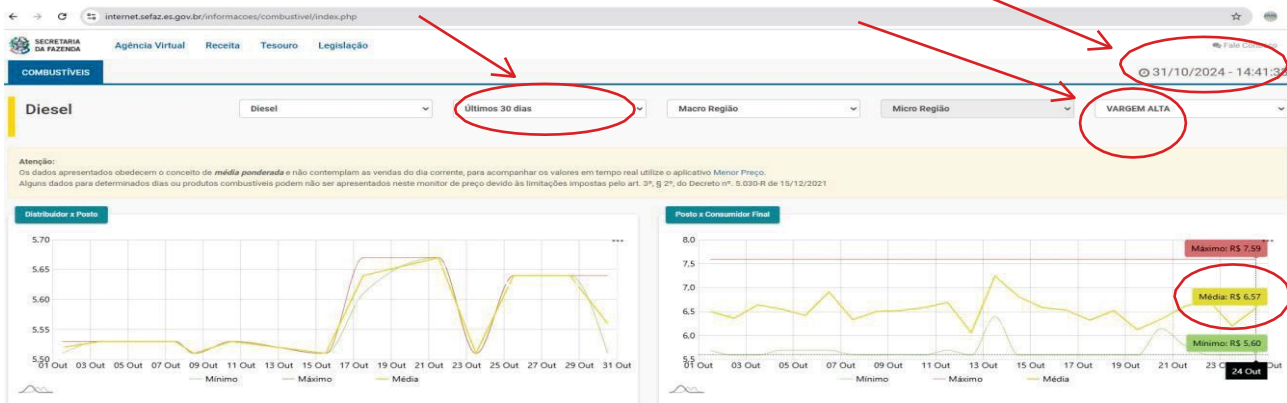 internet.sefaz.es.gov.br/informacoes/combustivel/index.php
SECRETARIA
DA FAZENDA
Agência Virtual Receita Tesouro Legislação
Fale
COMBUSTÍVEIS
31/10/2024 - 14:41:38
Diesel
Diesel
Últimos 30 dias
Macro Região
Micro Região
VARGEM ALTA
Atenção:
Os dados apresentados obedecem o conceito de média ponderada e não contemplam as vendas do dia corrente, para acompanhar os valores em tempo real utilize o aplicativo Menor Preço.
Alguns dados para determinados dias ou produtos combustíveis podem não ser apresentados neste monitor de preço devido às limitações impostas pelo art. 3º, § 2º, do Decreto nº. 5.030-R de 15/12/2021
Distribuidor x Posto
5.70
5.65
5.60
5.55
5.50
01 Out 03 Out 05 Out 07 Out 09 Out 11 Out 13 Out 15 Out 17 Out 19 Out 21 Out 23 Out 25 Out 27 Out 29 Out 31 Out
Mínimo Máximo Média
Posto x Consumidor Final
8.0
7.5
7.0
6.5
6.0
5.5
Máximo: R$ 7.59
Média: R$ 6.57
Mínimo: R$ 5.60
01 Out 03 Out 05 Out 07 Out 09 Out 11 Out 13 Out 15 Out 17 Out 19 Out 21 Out 23 24 Out Out
Mínimo Máximo Média